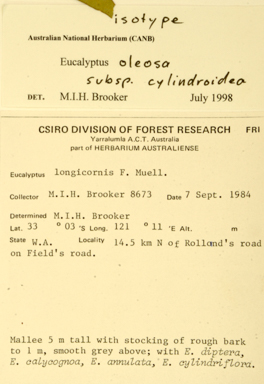 isotype
Australian National Herbarium (CANB)
Eucalyptus oleosa
subsp. cylindroidea
DET. M.I.H. Brooker July 1998
CSIRO DIVISION OF FOREST RESEARCH FRI
Yarralumla A.C.T. Australia
part of HERBARIUM AUSTRALIENSE
Eucalyptus longicornis F. Muell.
Collector M.I.H. Brooker 8673 Date 7 Sept. 1984
Determined M.I.H. Brooker
Lat. 33 ° 03 'S Long. 121 ° 11 'E Alt. m
State W.A. Locality 14.5 km N of Rolland's road
on Field's road.
Mallee 5 m tall with stocking of rough bark
to 1 m, smooth grey above; with E. diptera,
E. calycogona, E. annulata, E. cylindriflora.